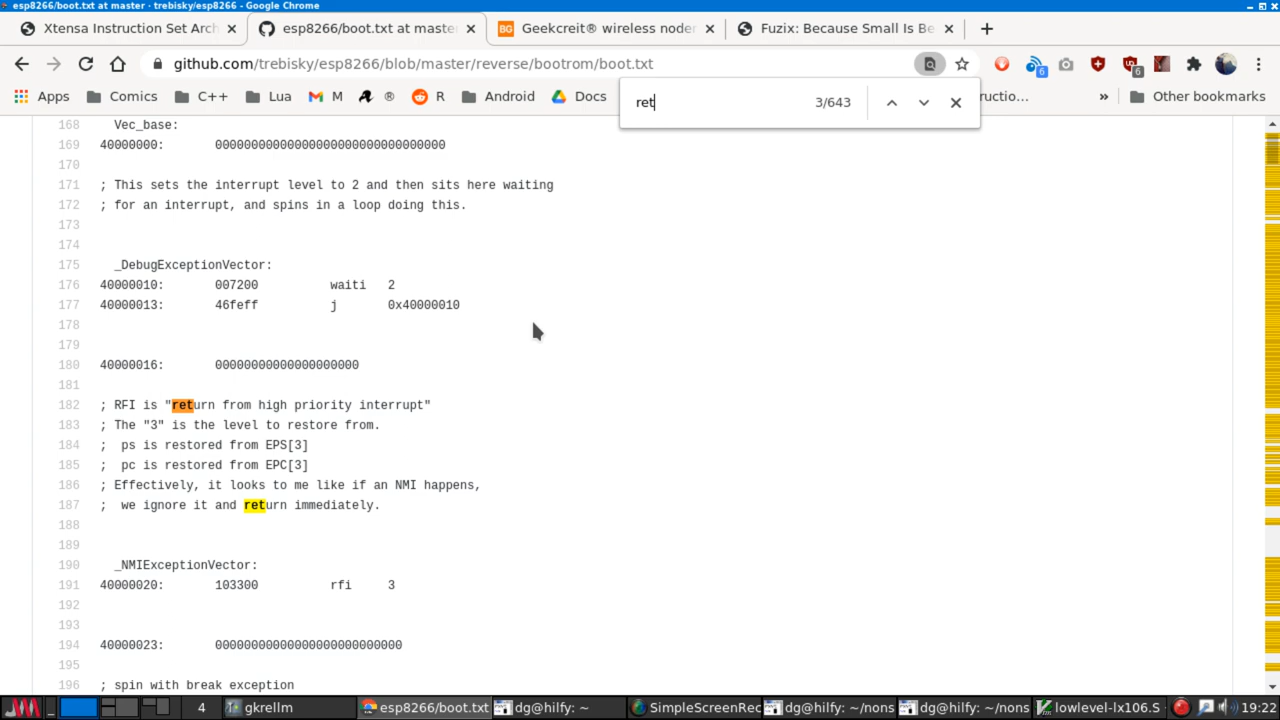 esp8266/boot.txt at master · trebisky/esp8266 - Google Chrome
Xtensa Instruction Set Arch
esp8266/boot.txt at master
BG Geekcreit® wireless noder
Fuzix: Because Small Is Be
github.com/trebisky/esp8266/blob/master/reverse/bootrom/boot.txt
6
6
ret
3/643
Apps Comics C++ Lua M ® R Android Docs ructio… » Other bookmarks
168 Vec_base:
169 40000000: 00000000000000000000000000000000
170
171 ; This sets the interrupt level to 2 and then sits here waiting
172 ; for an interrupt, and spins in a loop doing this.
173
174
175 _DebugExceptionVector:
176 40000010: 007200 waiti 2
177 40000013: 46feff j 0x40000010
178
179
180 40000016: 00000000000000000000
181
182 ; RFI is "return from high priority interrupt"
183 ; The "3" is the level to restore from.
184 ; ps is restored from EPS[3]
185 ; pc is restored from EPC[3]
186 ; Effectively, it looks to me like if an NMI happens,
187 ; we ignore it and return immediately.
188
189
190 _NMIExceptionVector:
191 40000020: 103300 rfi 3
192
193
194 40000023: 00000000000000000000000000
195
196 ; spin with break exception
4 gkrellm esp8266/boot.txt dg@hilfy: ~ SimpleScreenRec dg@hilfy: ~/nons dg@hilfy: ~/nons lowlevel-lx106.S 19:22